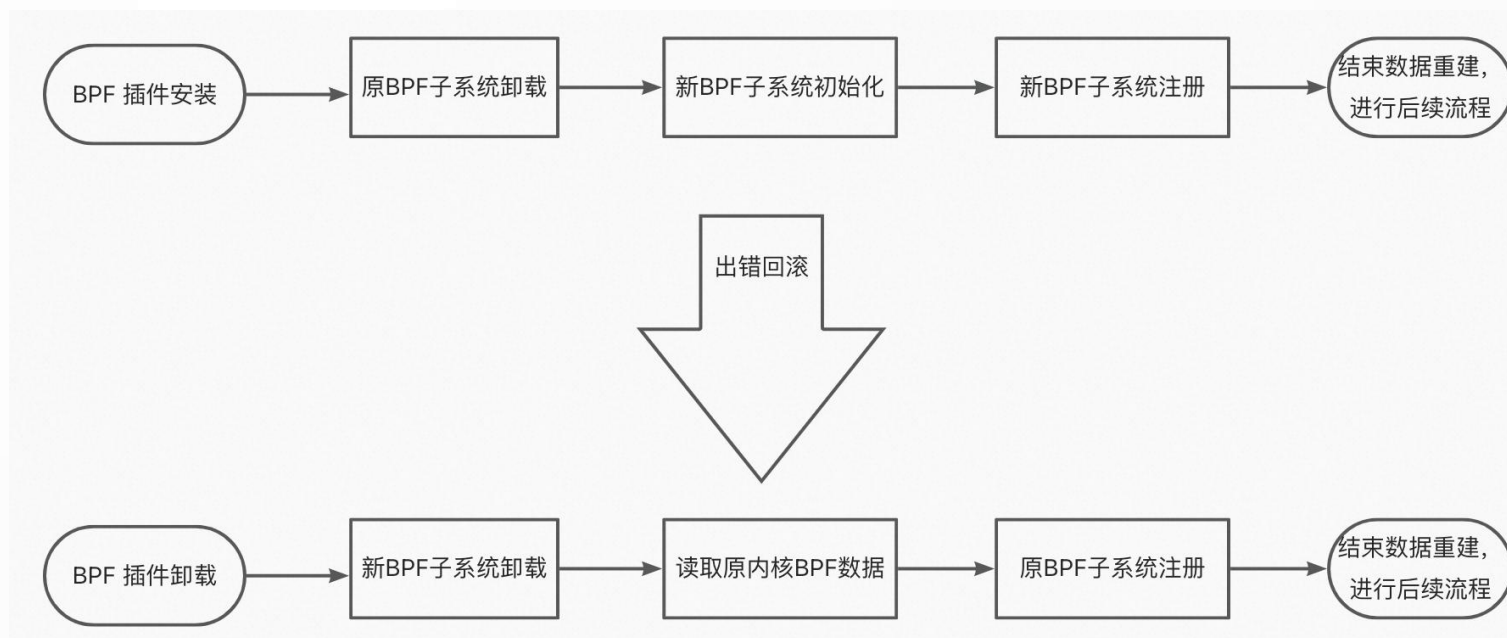 BPF 插件安装
原BPF子系统卸载
新BPF子系统初始化
新BPF子系统注册
结束数据重建，
进行后续流程
出错回滚
BPF 插件卸载
新BPF子系统卸载
读取原内核BPF数据
原BPF子系统注册
结束数据重建，
进行后续流程